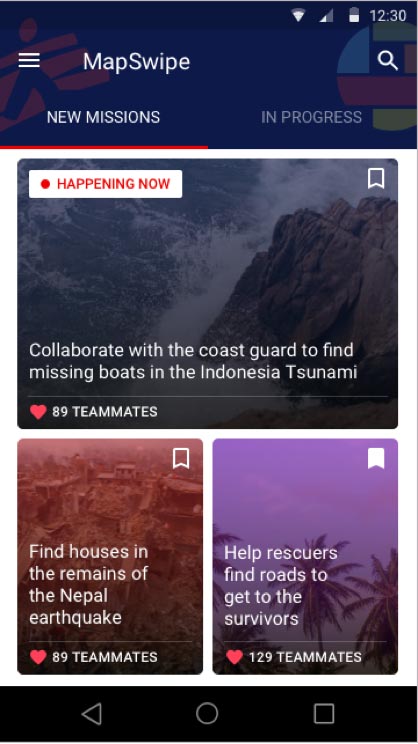 12:30
MapSwipe
NEW MISSIONS
IN PROGRESS
HAPPENING NOW
Collaborate with the coast guard to find
missing boats in the Indonesia Tsunami
89 TEAMMATES
Find houses in
the remains of
the Nepal
earthquake
89 TEAMMATES
Help rescuers
find roads to
get to the
survivors
129 TEAMMATES